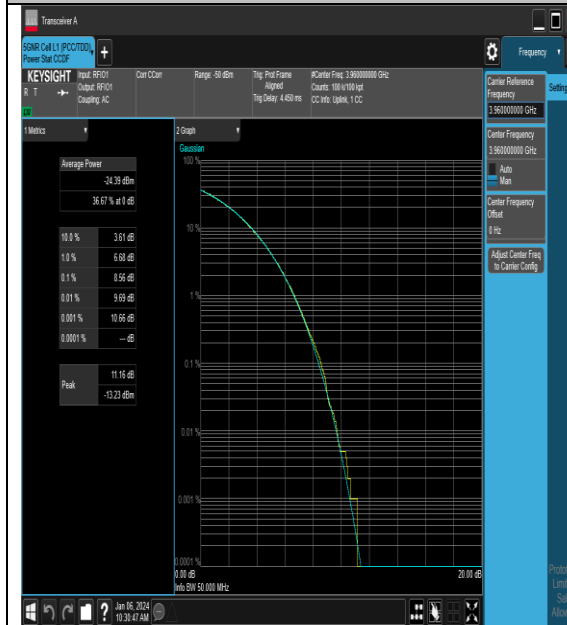 Transceiver A
5GNR Cell L1 (PCC/TDD),
Power Stat CCDF
Frequency
KEYSIGHT
R T
Input: RFIO1
Output: RFIO1
Coupling: AC
Corr CCorr
Range: -50 dBm
Trig: Prot Frame
Aligned
Trig Delay: 4.450 ms
#Center Freq: 3.960000000 GHz
Counts: 100 k/100 kpt
CC Info: Uplink, 1 CC
Carrier Reference
Frequency
3.960000000 GHz
Center Frequency
3.960000000 GHz
Auto
Man
Center Frequency
Offset
0 Hz
Adjust Center Freq
to Carrier Config
1 Metrics
Average Power
-24.39 dBm
36.67 % at 0 dB
10.0 % 3.61 dB
1.0 % 6.68 dB
0.1 % 8.56 dB
0.01 % 9.69 dB
0.001 % 10.66 dB
0.0001 % --- dB
Peak
11.16 dB
-13.23 dBm
2 Graph
Gaussian
100 %
10 %
1 %
0.1 %
0.01 %
0.001 %
0.0001 %
0.00 dB
20.00 dB
Info BW 50.000 MHz
?
Jan 06, 2024
10:30:47 AM